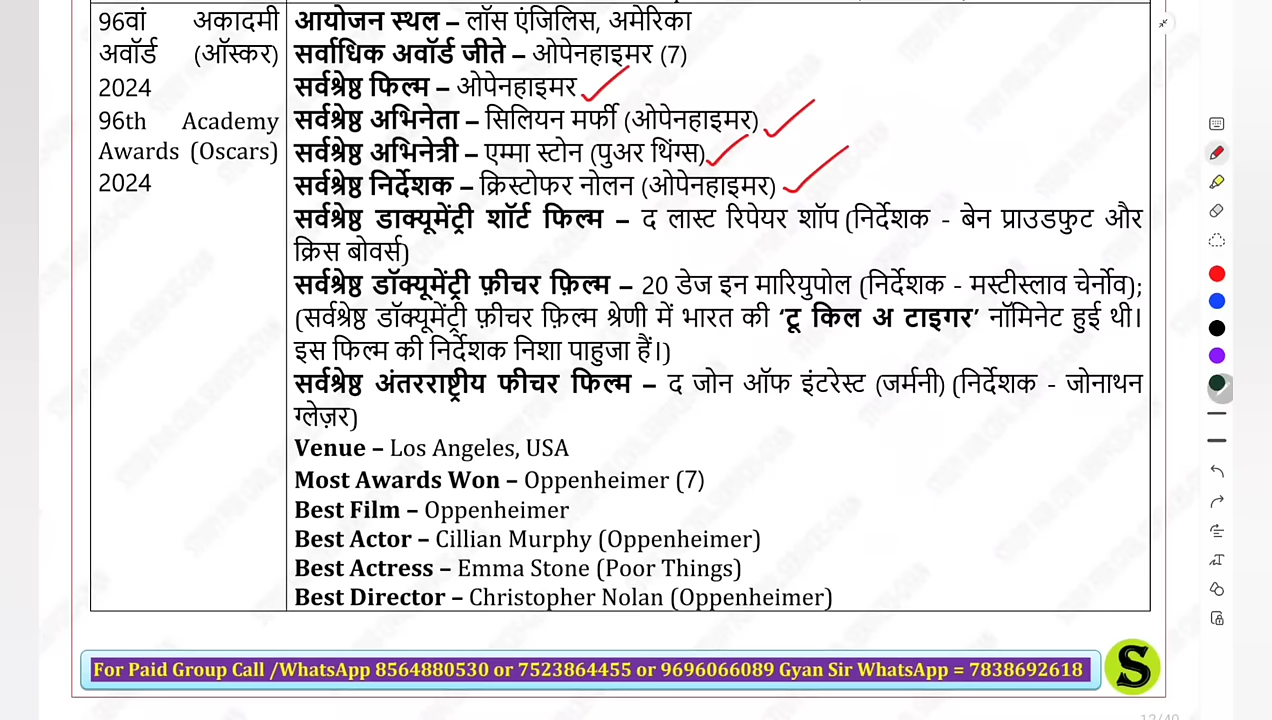 96वां अकादमी
अवॉर्ड (ऑस्कर)
2024
96th Academy
Awards (Oscars)
2024
आयोजन स्थल – लॉस एंजिलिस, अमेरिका
सर्वाधिक अवॉर्ड जीते – ओपेनहाइमर (7)
सर्वश्रेष्ठ फिल्म – ओपेनहाइमर
सर्वश्रेष्ठ अभिनेता – सिलियन मर्फी (ओपेनहाइमर)
सर्वश्रेष्ठ अभिनेत्री – एम्मा स्टोन (पुअर थिंग्स)
सर्वश्रेष्ठ निर्देशक – क्रिस्टोफर नोलन (ओपेनहाइमर)
सर्वश्रेष्ठ डाक्यूमेंट्री शॉर्ट फिल्म – द लास्ट रिपेयर शॉप (निर्देशक - बेन प्राउडफुट और
क्रिस बोवर्स)
सर्वश्रेष्ठ डॉक्यूमेंट्री फ़ीचर फ़िल्म – 20 डेज इन मारियुपोल (निर्देशक - मस्टीस्लाव चेर्नोव);
(सर्वश्रेष्ठ डॉक्यूमेंट्री फ़ीचर फ़िल्म श्रेणी में भारत की ‘टू किल अ टाइगर’ नॉमिनेट हुई थी।
इस फिल्म की निर्देशक निशा पाहुजा हैं।)
सर्वश्रेष्ठ अंतरराष्ट्रीय फीचर फिल्म – द जोन ऑफ इंटरेस्ट (जर्मनी) (निर्देशक - जोनाथन
ग्लेज़र)
Venue – Los Angeles, USA
Most Awards Won – Oppenheimer (7)
Best Film – Oppenheimer
Best Actor – Cillian Murphy (Oppenheimer)
Best Actress – Emma Stone (Poor Things)
Best Director – Christopher Nolan (Oppenheimer)
For Paid Group Call /WhatsApp 8564880530 or 7523864455 or 9696066089 Gyan Sir WhatsApp = 7838692618
S